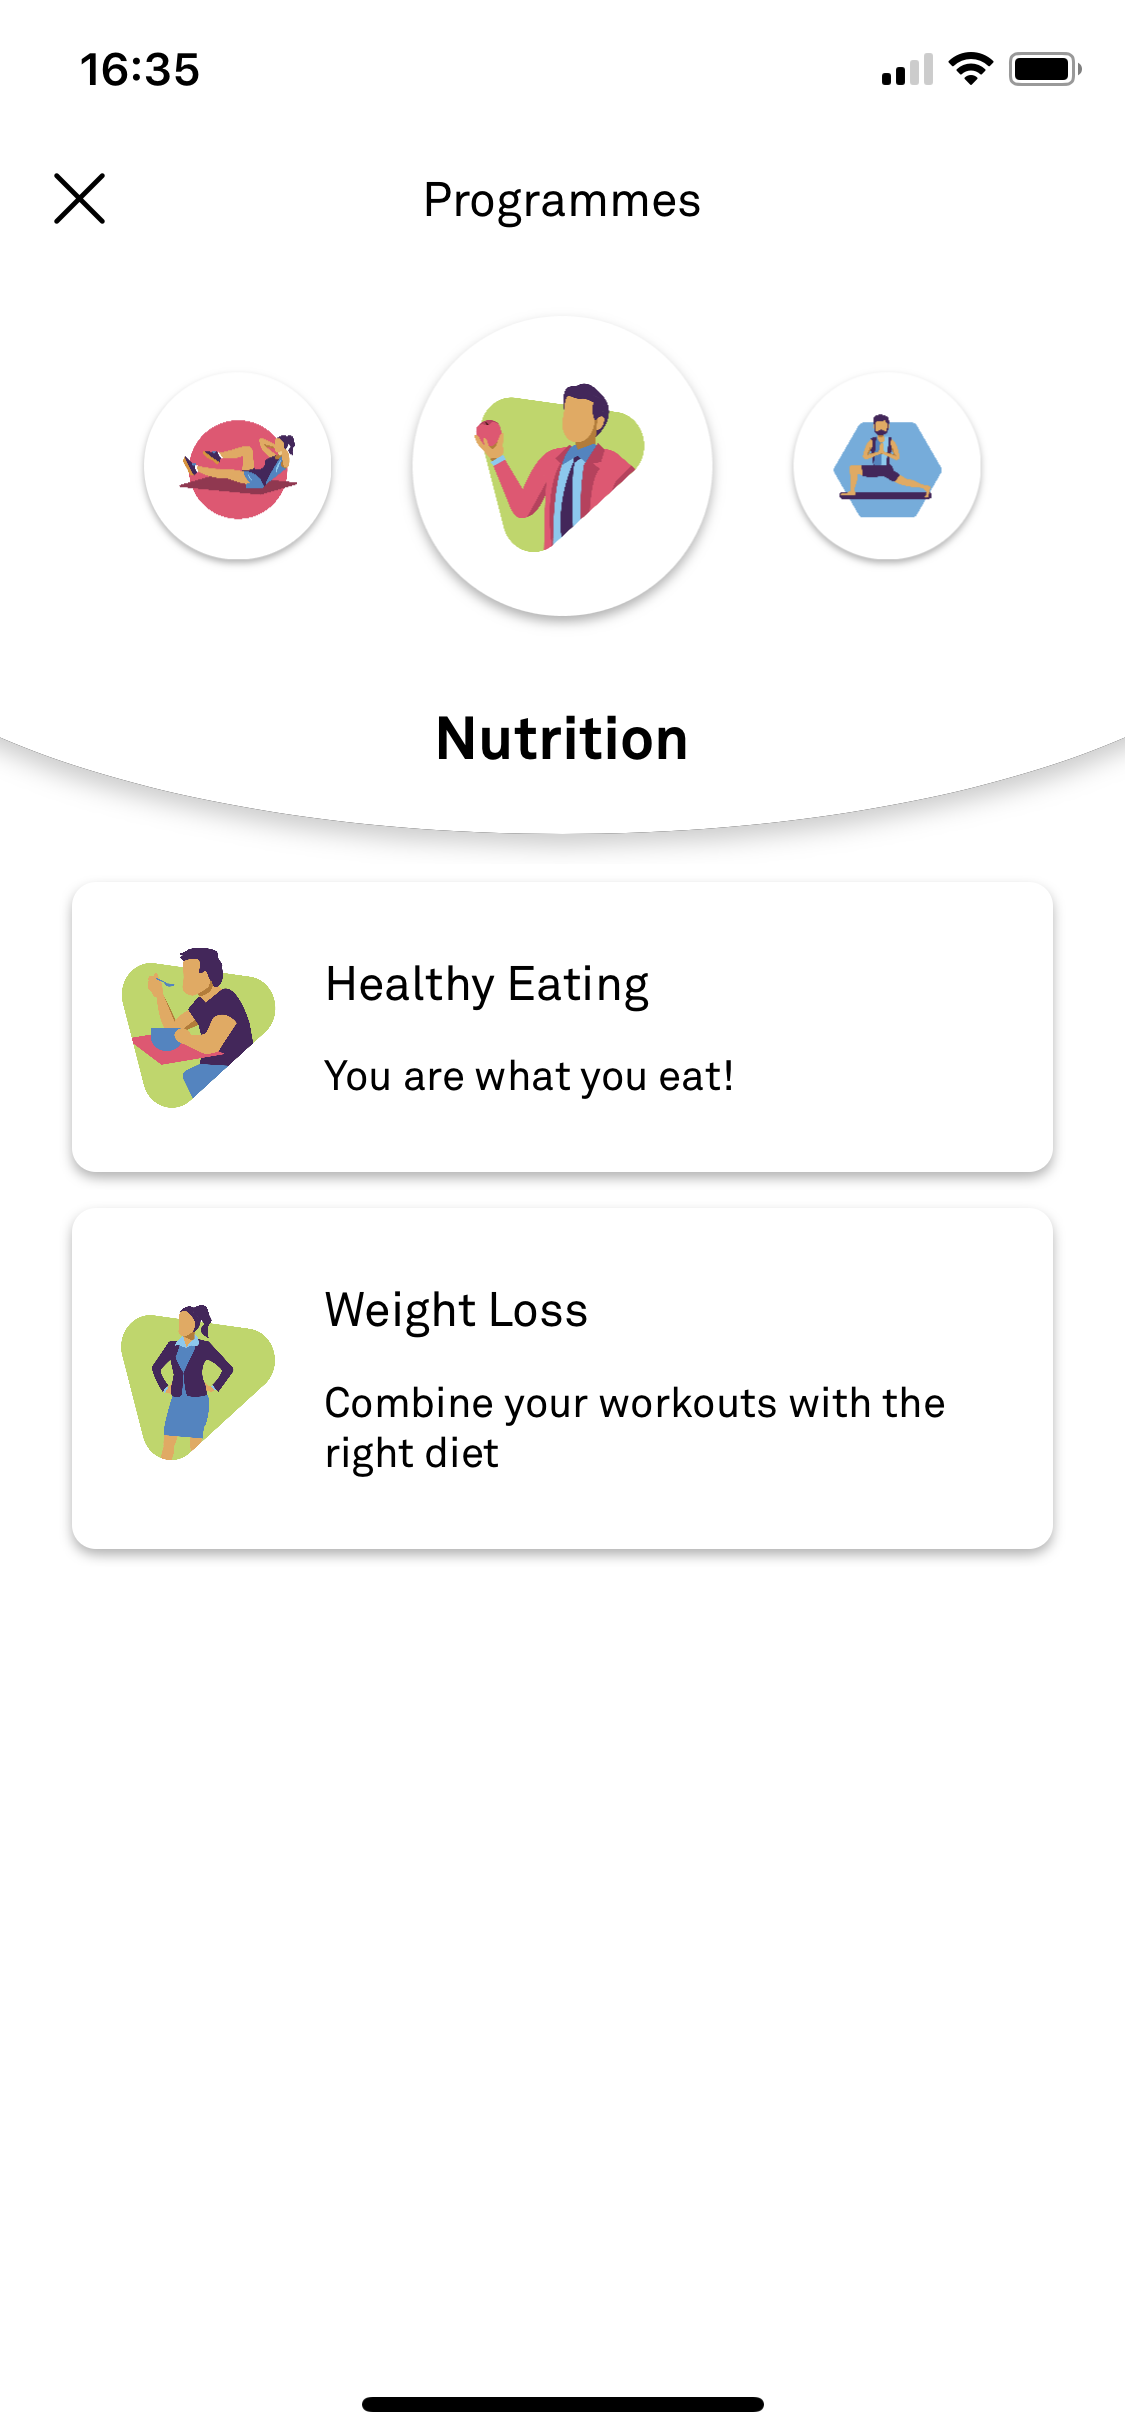 16:35
Programmes
Nutrition
Healthy Eating
You are what you eat!
Weight Loss
Combine your workouts with the
right diet